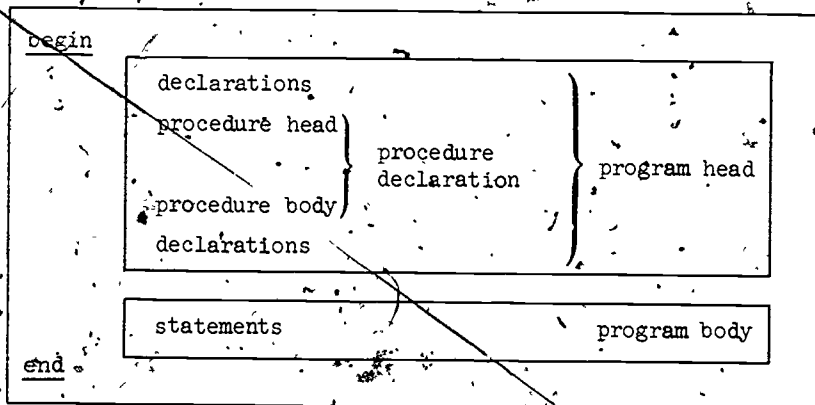 begin
declarations
procedure head
procedure declaration
program head
procedure body
declarations
statements
program body
end